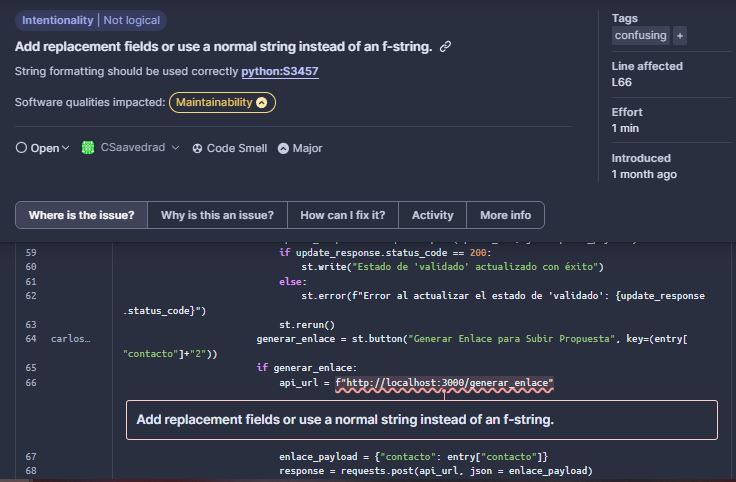 Intentionality | Not logical
Add replacement fields or use a normal string instead of an f-string.
String formatting should be used correctly python:S3457
Software qualities impacted: Maintainability
Open CSaavedrad Code Smell Major
Tags
confusing +
Line affected
L66
Effort
1 min
Introduced
1 month ago
Where is the issue? Why is this an issue? How can I fix it? Activity More info
59 if update_response.status_code == 200:
60 st.write("Estado de 'validado' actualizado con éxito")
61 else:
62 st.error(f"Error al actualizar el estado de 'validado': {update_response
.status_code}")
63 st.rerun()
64 carlos… generar_enlace = st.button("Generar Enlace para Subir Propuesta", key=(entry[
"contacto"]+"2"))
65 if generar_enlace:
66 api_url = f"http://localhost:3000/generar_enlace"
Add replacement fields or use a normal string instead of an f-string.
67 enlace_payload = {"contacto": entry["contacto"]}
68 response = requests.post(api_url, json = enlace_payload)